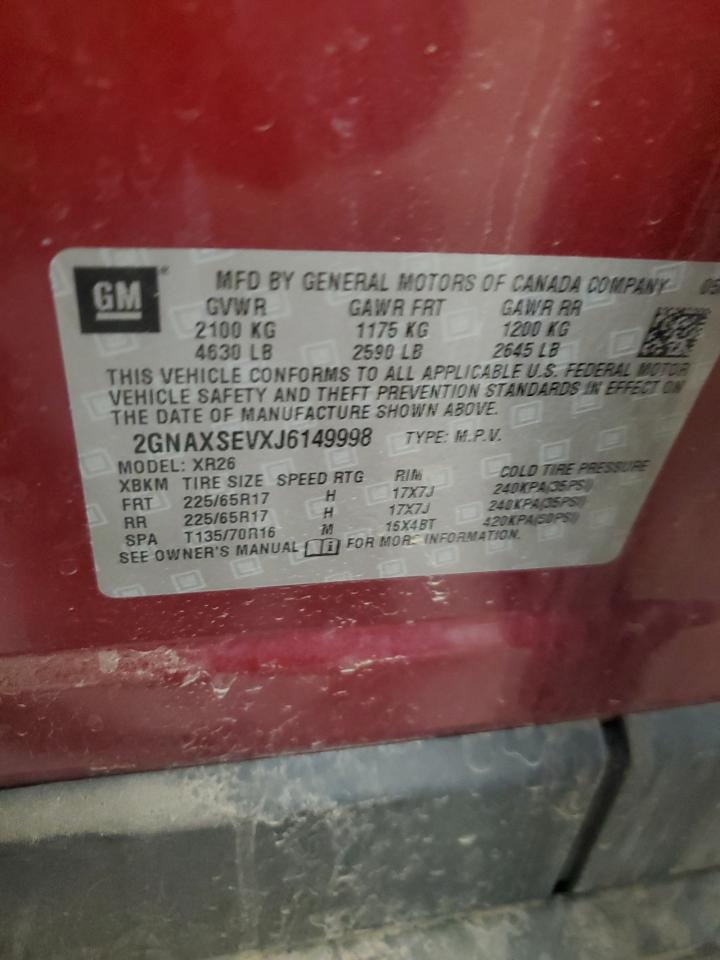 GM MFD BY GENERAL MOTORS OF CANADA COMPANY 05
GVWR GAWR FRT GAWR RR
2100 KG 1175 KG 1200 KG
4630 LB 2590 LB 2645 LB
THIS VEHICLE CONFORMS TO ALL APPLICABLE U.S. FEDERAL MOTOR
VEHICLE SAFETY AND THEFT PREVENTION STANDARDS IN EFFECT ON
THE DATE OF MANUFACTURE SHOWN ABOVE.
2GNAXSEVXJ6149998 TYPE: M.P.V.
MODEL: XR26
XBKM TIRE SIZE SPEED RTG RIM COLD TIRE PRESSURE
FRT 225/65R17 H 17X7J 240KPA(35PSI)
RR 225/65R17 H 17X7J 240KPA(35PSI)
SPA T135/70R16 M 16X4BT 420KPA(60PSI)
SEE OWNER'S MANUAL FOR MORE INFORMATION.